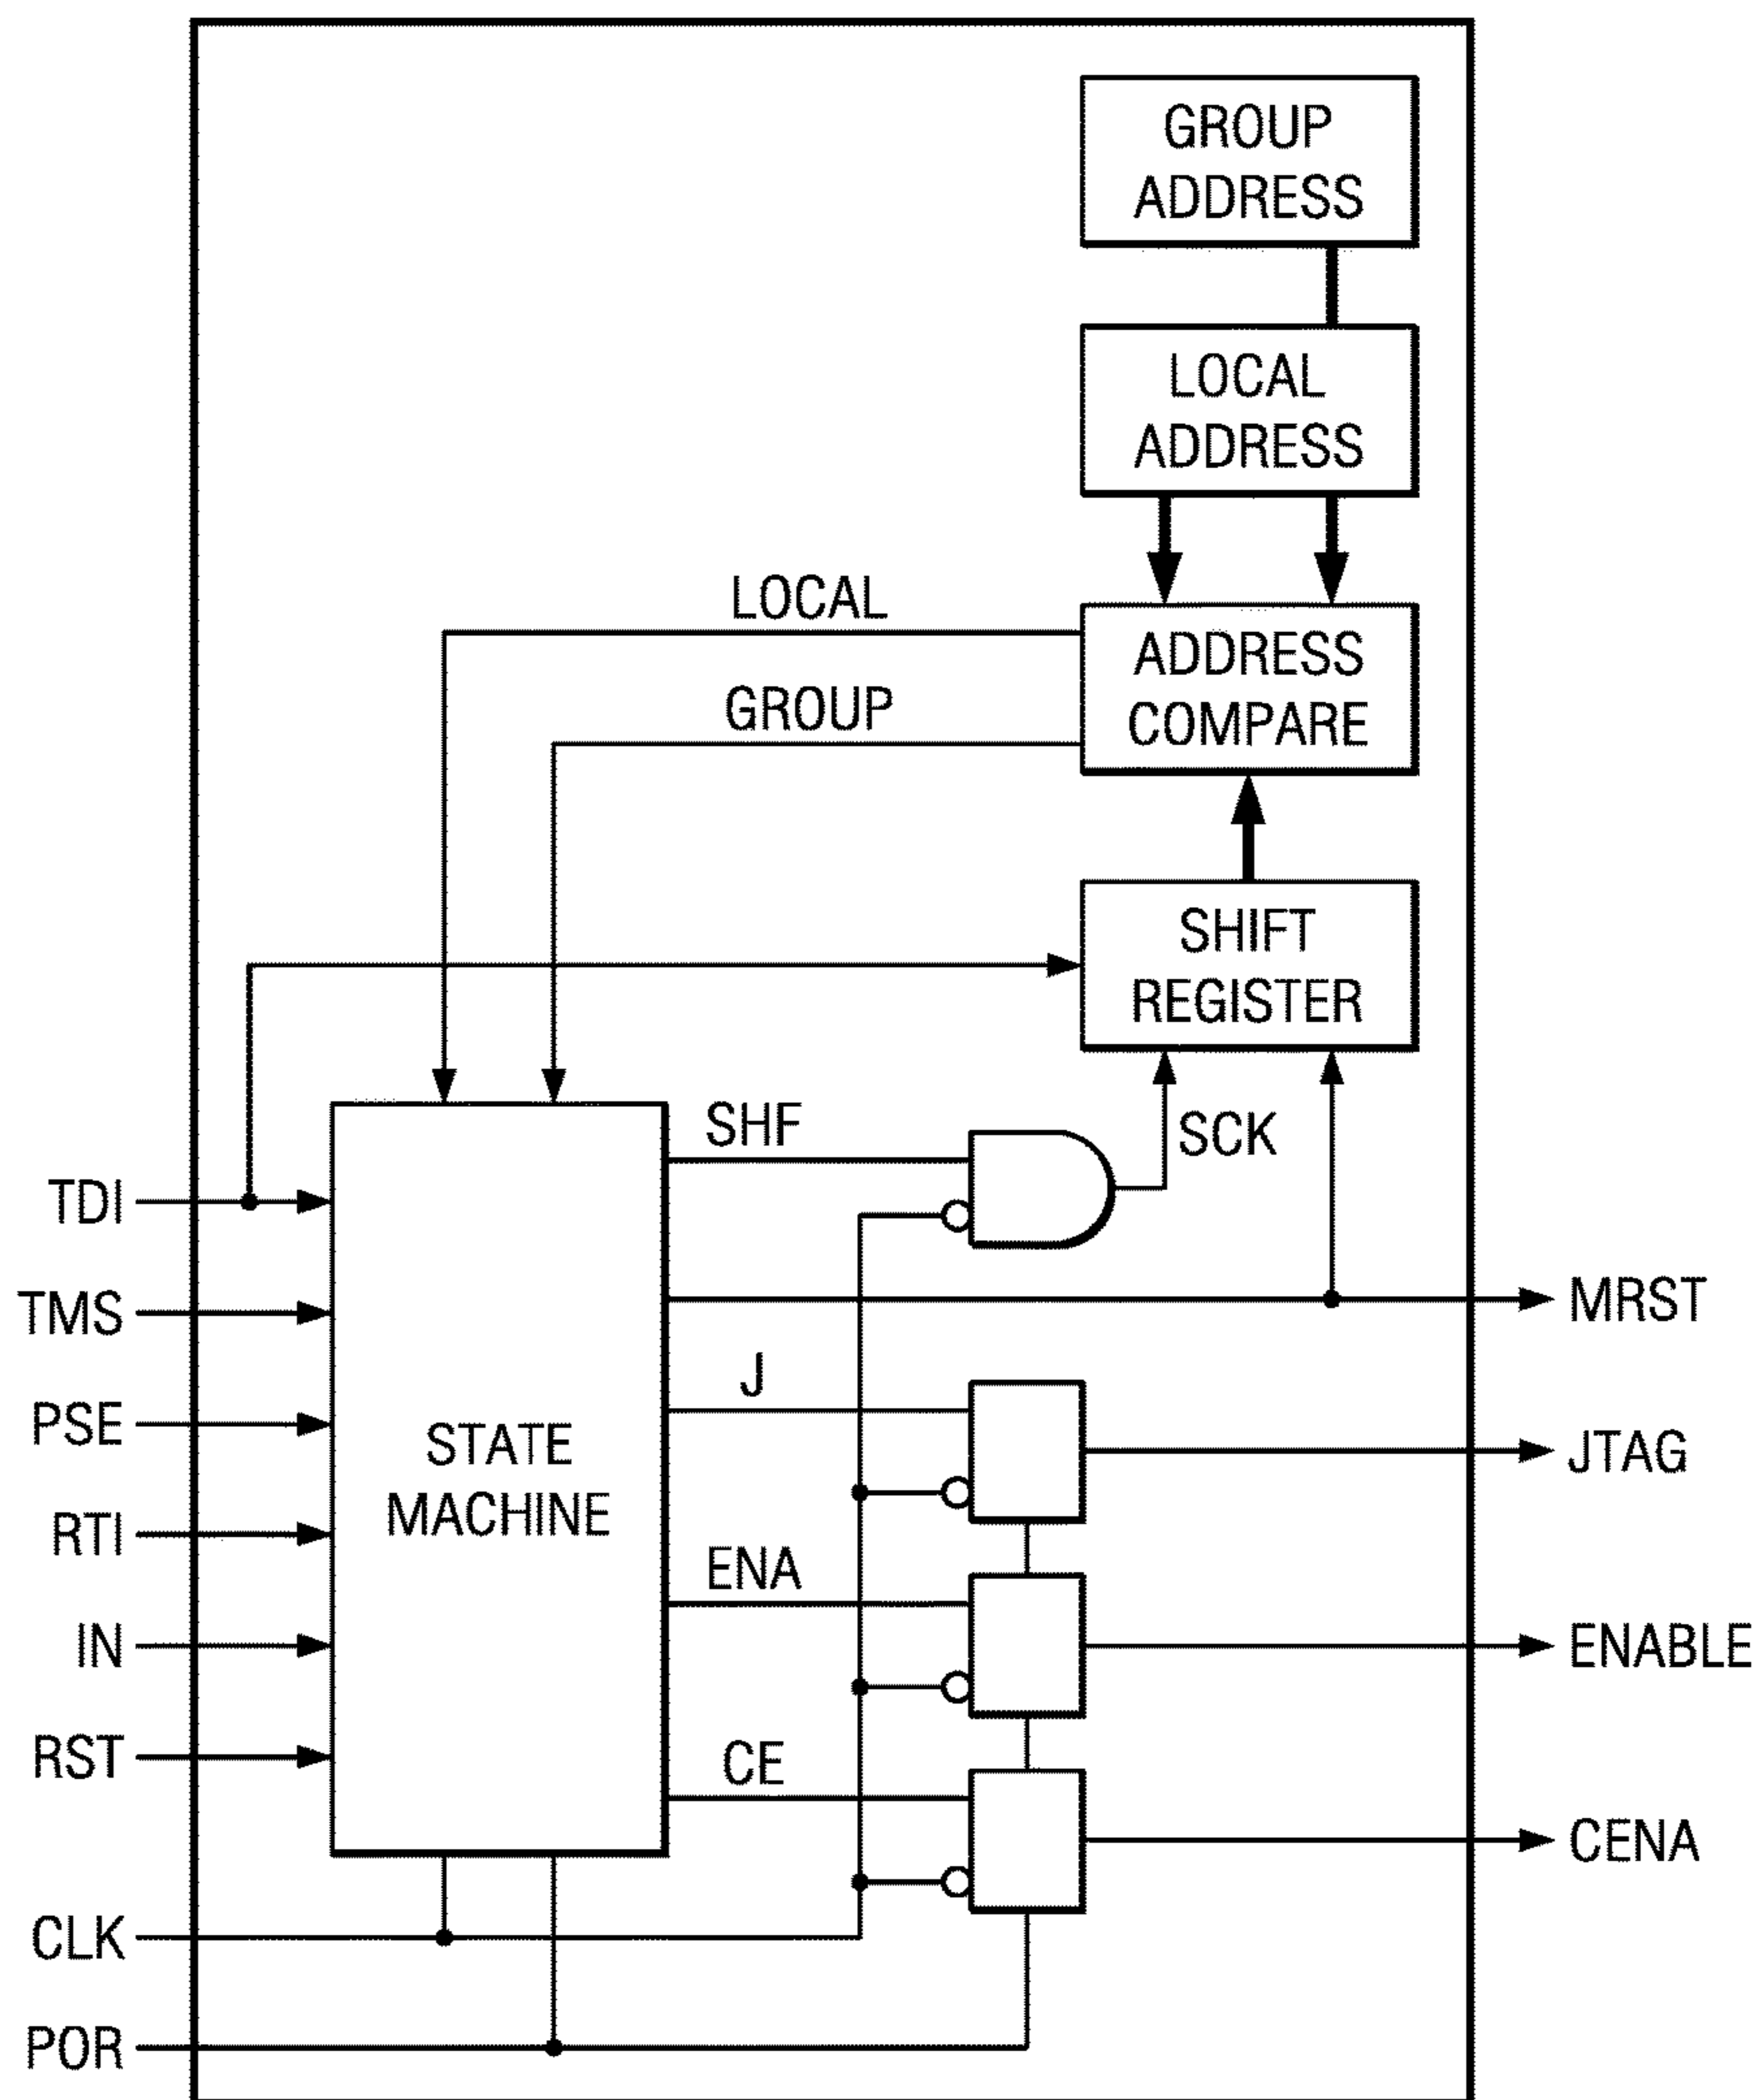 GROUP
ADDRESS
LOCAL
ADDRESS
LOCAL
ADDRESS
COMPARE
GROUP
SHIFT
REGISTER
SHF
SCK
TDI
TMS
MRST
J
PSE
STATE
MACHINE
JTAG
RTI
ENA
IN
ENABLE
RST
CE
CENA
CLK
POR